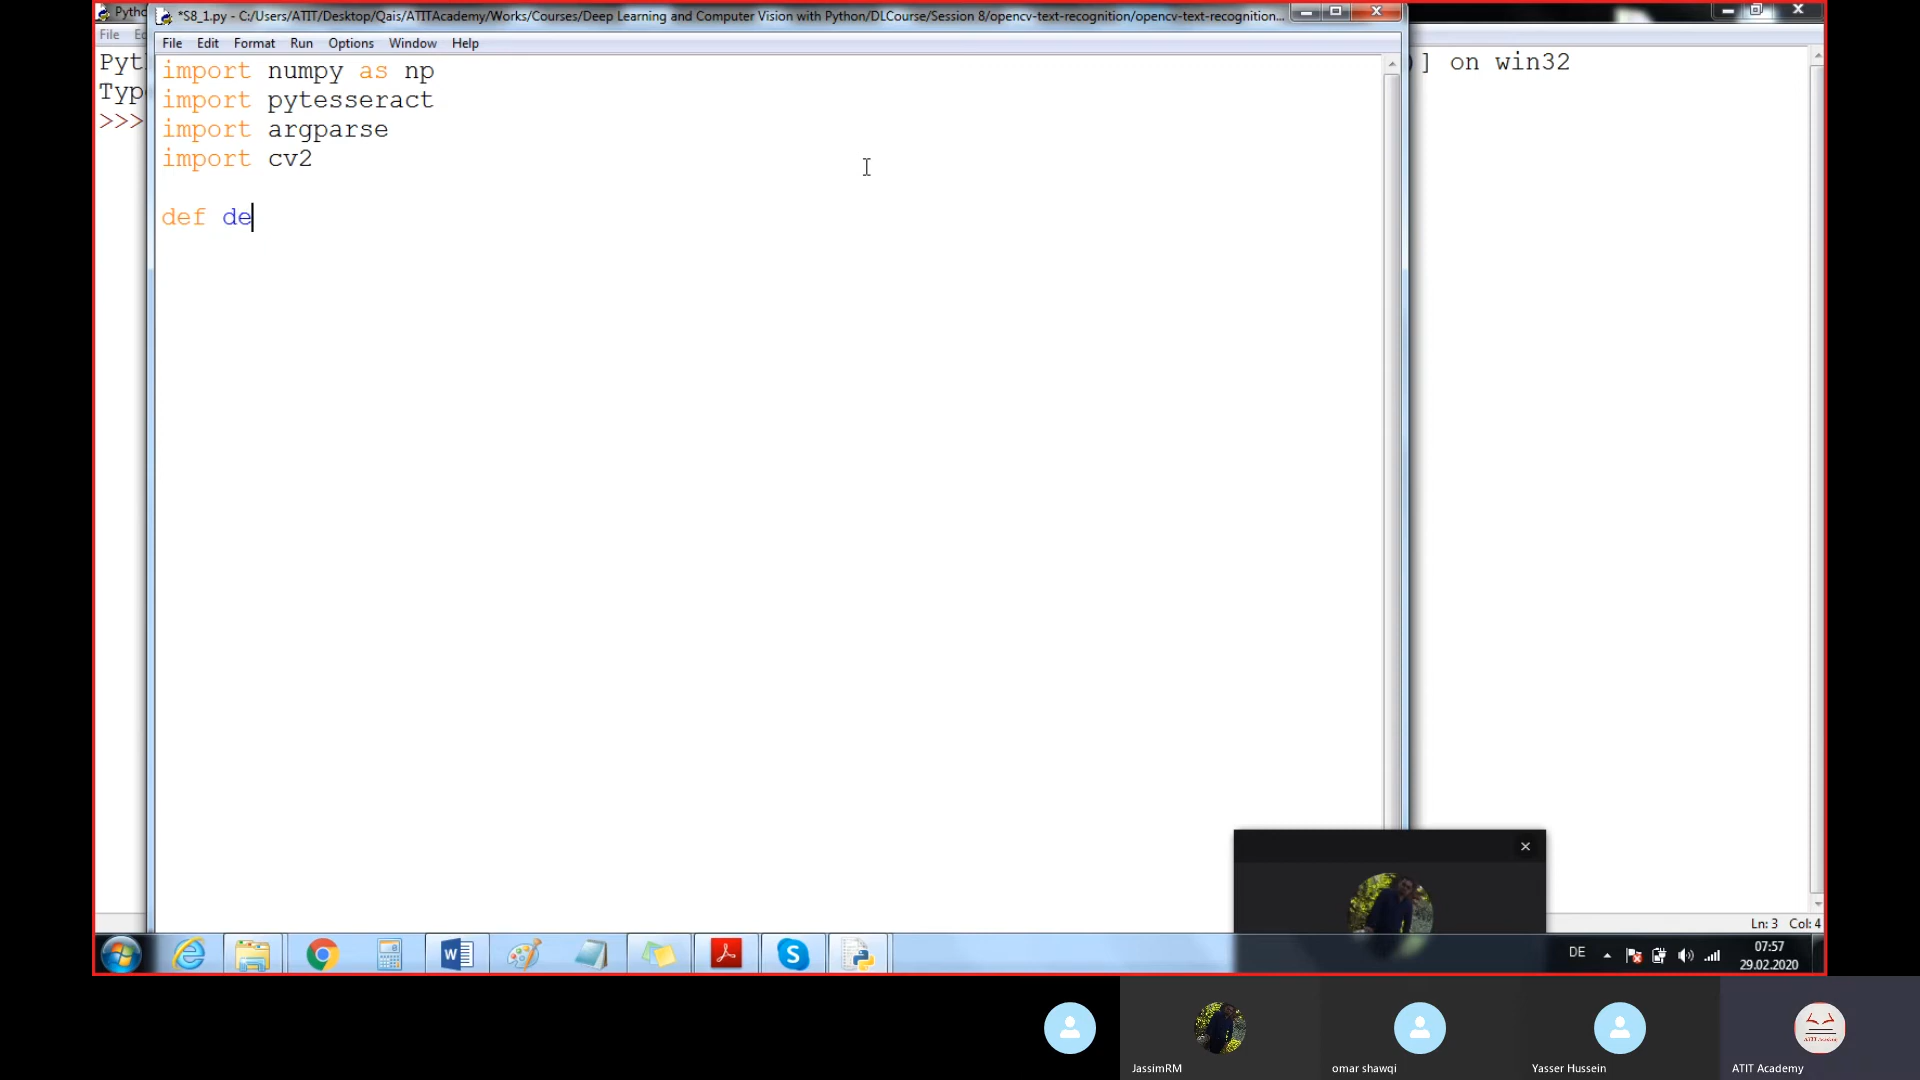 Pyth
*S8_1.py - C:/Users/ATIT/Desktop/Qais/ATITAcademy/Works/Courses/Deep Learning and Computer Vision with Python/DLCourse/Session 8/opencv-text-recognition/opencv-text-recognition...
File
File Edit Format Run Options Window Help
Pyt
)] on win32
Typ
>>>
import numpy as np
import pytesseract
import argparse
import cv2
def de
Ln: 3 Col: 4
DE
07:57
29.02.2020
JassimRM
omar shawqi
Yasser Hussein
ATIT Academy